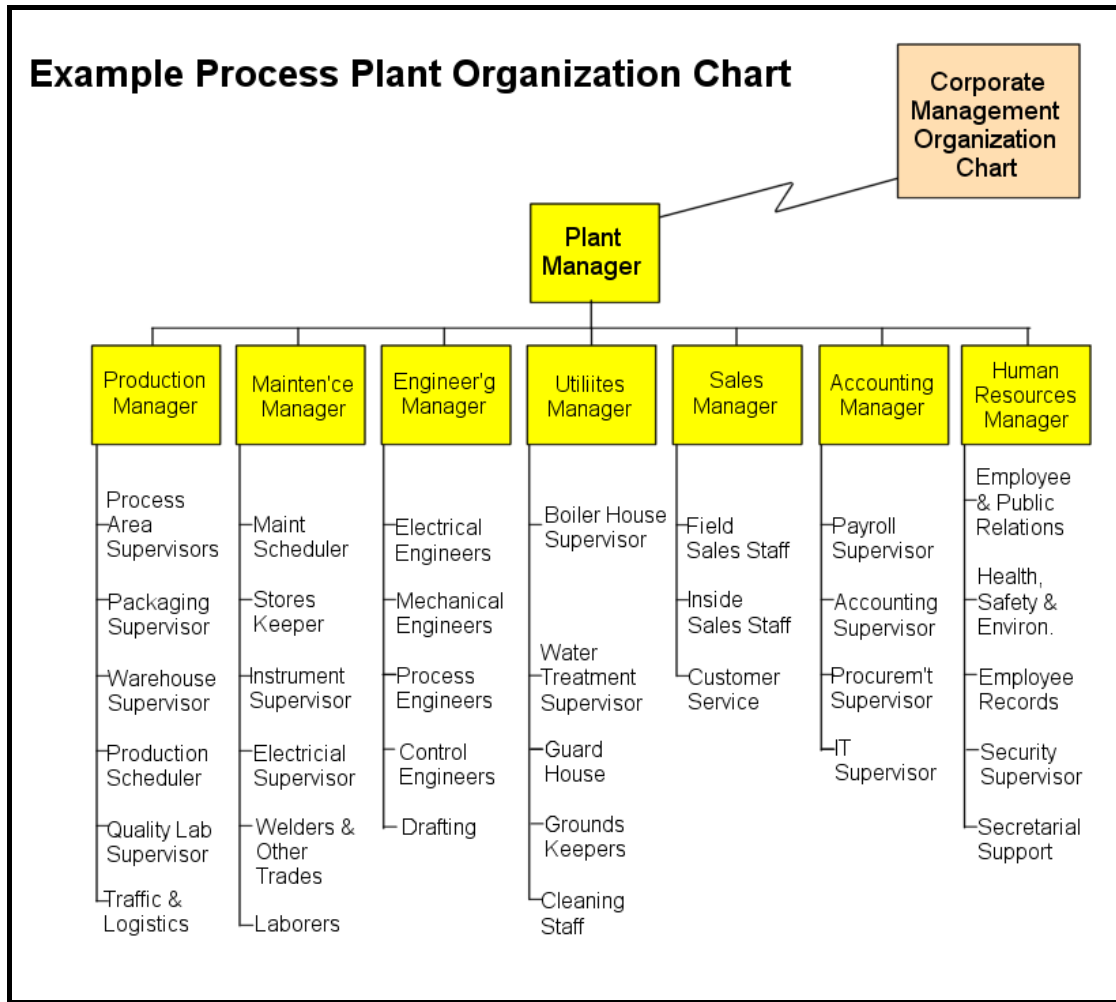 Example Process Plant Organization Chart
Corporate
Management
Organization
Chart
Plant
Manager
Production
Manager
Mainten'ce
Manager
Engineer'g
Manager
Utiliites
Manager
Sales
Manager
Accounting
Manager
Human
Resources
Manager
Process
Area
Supervisors
Packaging
Supervisor
Warehouse
Supervisor
Production
Scheduler
Quality Lab
Supervisor
Traffic &
Logistics
Maint
Scheduler
Stores
Keeper
Instrument
Supervisor
Electricial
Supervisor
Welders &
Other
Trades
Laborers
Electrical
Engineers
Mechanical
Engineers
Process
Engineers
Control
Engineers
Drafting
Boiler House
Supervisor
Water
Treatment
Supervisor
Guard
House
Grounds
Keepers
Cleaning
Staff
Field
Sales Staff
Inside
Sales Staff
Customer
Service
Payroll
Supervisor
Accounting
Supervisor
Procurem't
Supervisor
IT
Supervisor
Employee
& Public
Relations
Health,
Safety &
Environ.
Employee
Records
Security
Supervisor
Secretarial
Support